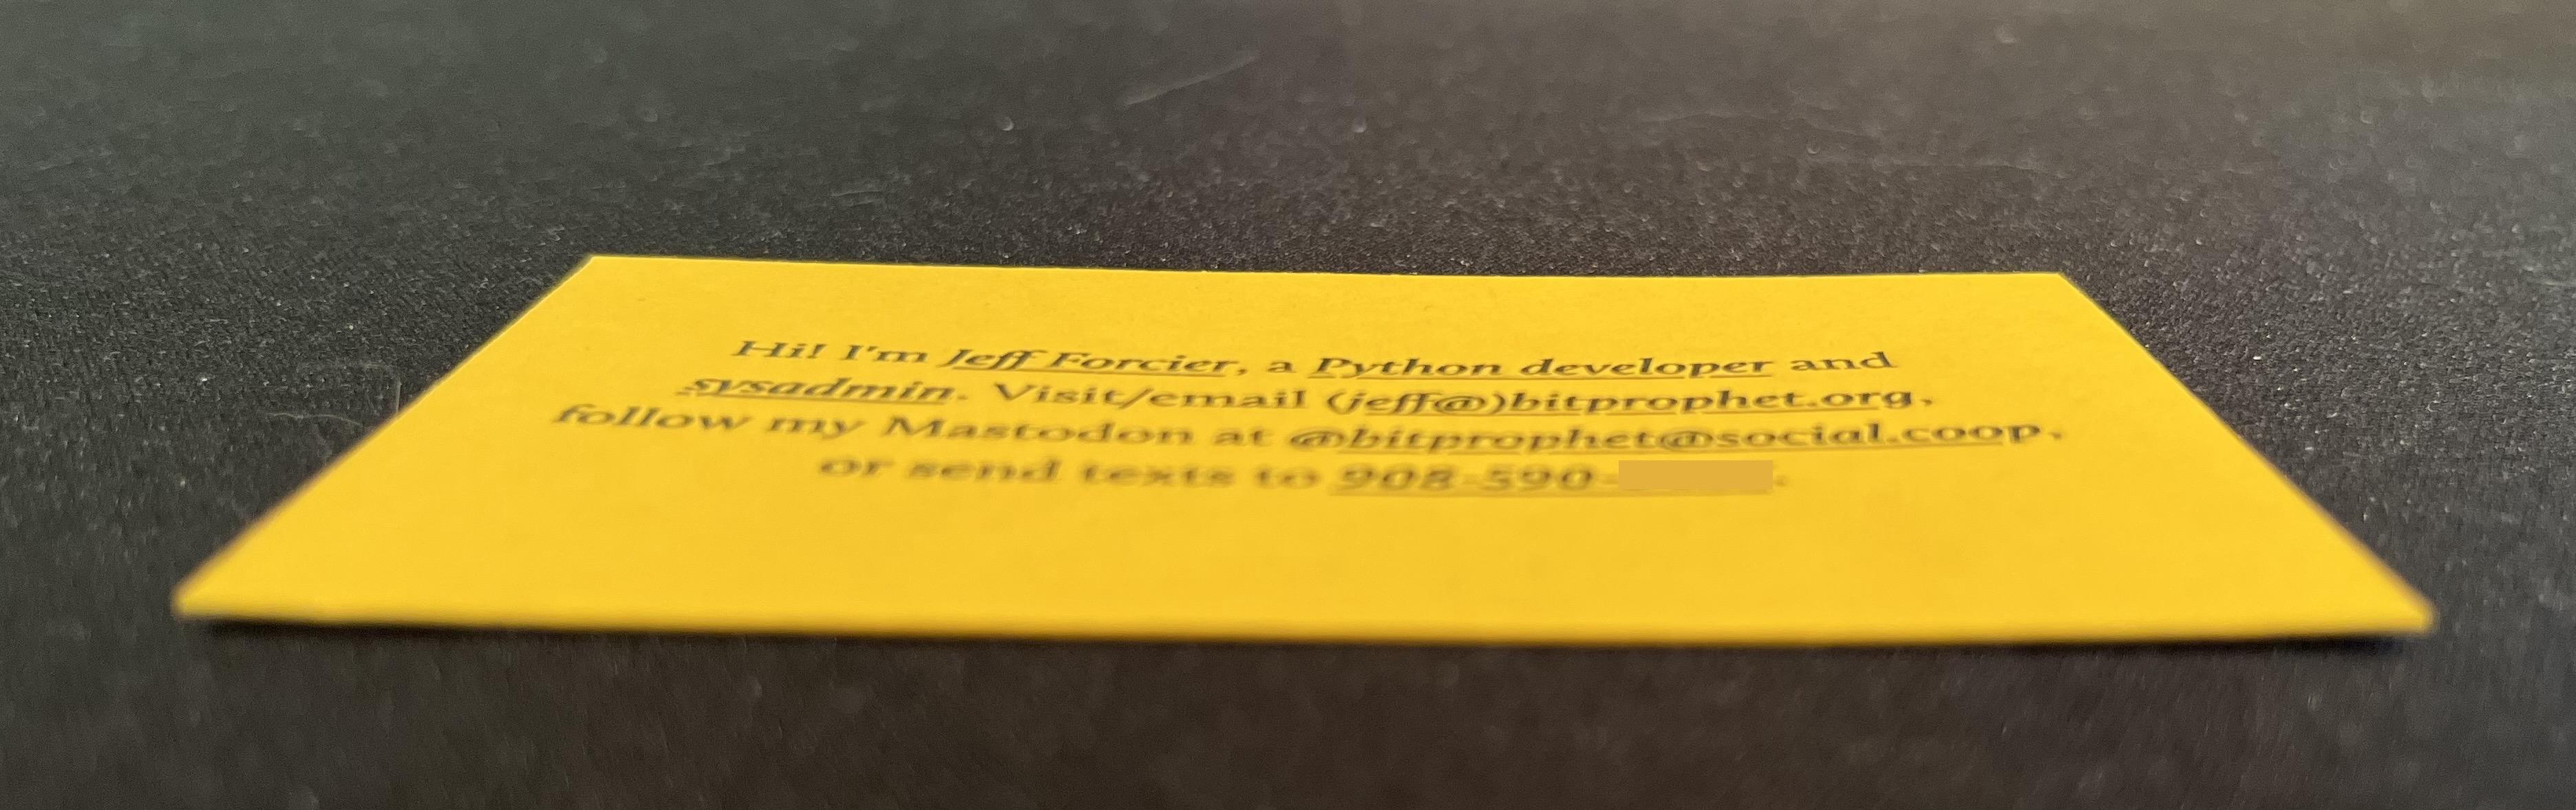 Hi! I'm Jeff Forcier, a Python developer and
sysadmin. Visit/email (jeff@)bitprophet.org,
follow my Mastodon at @bitprophet@social.coop,
or send texts to 908-590-